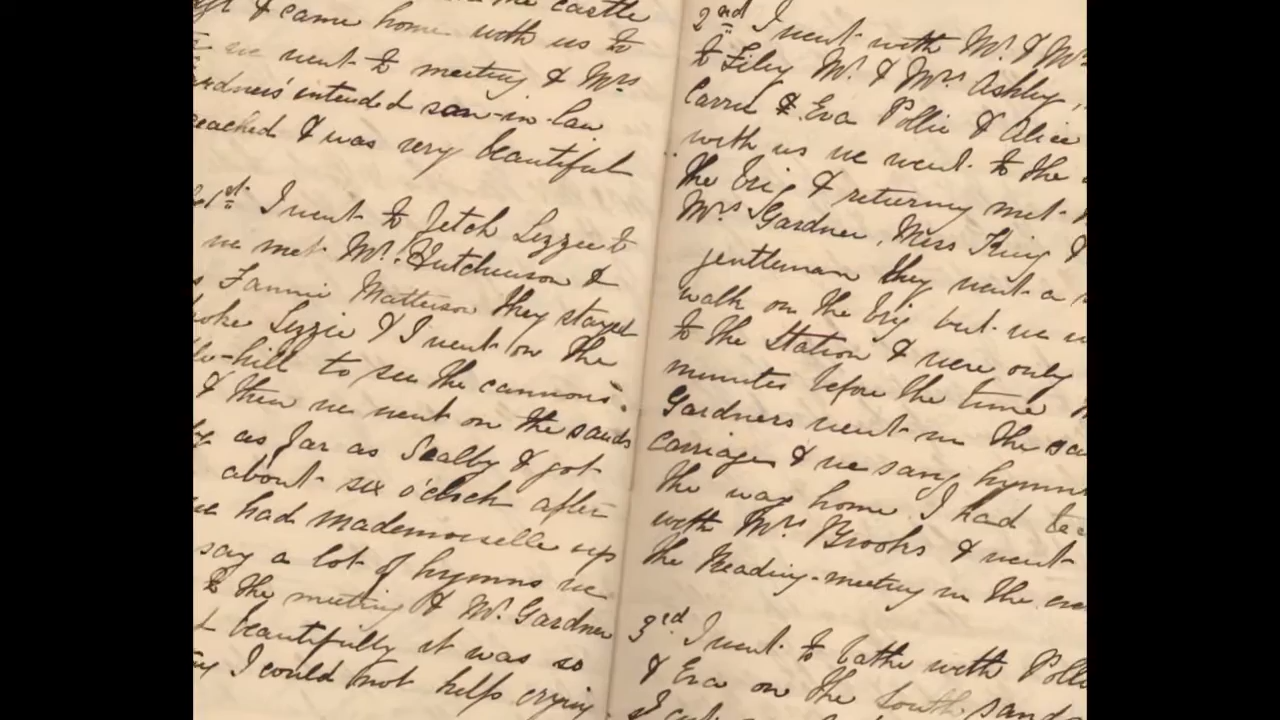 the castle
& came home with us to
we went to meeting & Mrs
intended son-in-law
& was very beautiful
1st I went to fetch Lizzie &
we met Mr. Hutchinson &
Fannie Matteson they stayed
Lizzie & I went on the
hill to see the cannons.
& then we went on the sands
as far as Scalby & got
about six o'clock after
had mademoiselle up
say a lot of hymns we
to the meeting & Mr. Gardner
beautifully it was so
I could not help crying.
2nd I went with Mr. &
to Filey Mr. & Mrs Ashley,
Carrie & Eva Pollie & Alice
with us we went to the
the brig & returning met
Mrs Gardner, Miss King &
gentleman they went a
walk on the brig but we
to the Station & were only
minutes before the time
Gardners went in the
carriage & we sang hymns
the way home. I had
with Mrs Brooks & went
the Reading-meeting in the
3rd I went to bathe with
& Eva on the South sands